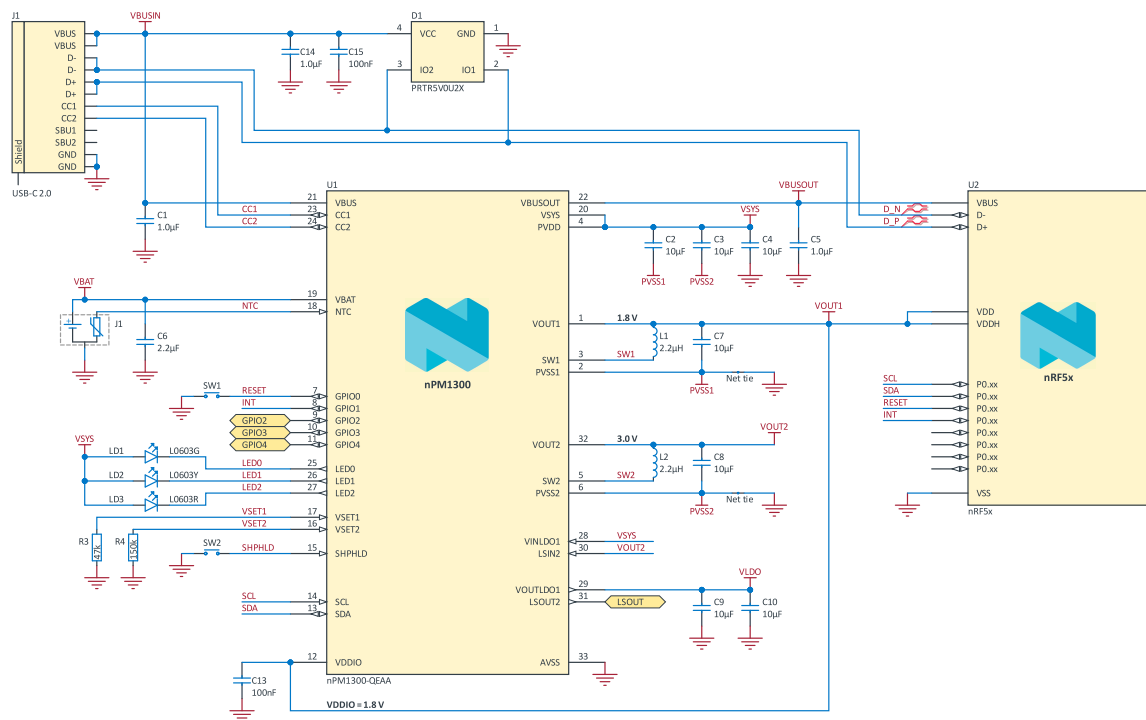 J1
VBUSIN
D1
VBUS
VBUS
D-
D-
D+
D+
CC1
CC2
SBU1
SBU2
GND
GND
Shield
USB-C 2.0
C14
1.0µF
C15
100nF
4 VCC GND 1
3 IO2 IO1 2
PRTR5V0U2X
U1
nPM1300
nPM1300-QEAA
C1
1.0µF
21 VBUS
CC1 23 CC1
CC2 24 CC2
VBAT
19 VBAT
NTC 18 NTC
J1
C6
2.2µF
SW1 RESET 7 GPIO0
INT 8 GPIO1
GPIO2 9 GPIO2
GPIO3 10 GPIO3
GPIO4 11 GPIO4
VSYS
LD1 L0603G LED0 25 LED0
LD2 L0603Y LED1 26 LED1
LD3 L0603R LED2 27 LED2
VSET1 17 VSET1
VSET2 16 VSET2
R3 47k
R4 150k
SW2 SHPHLD 15 SHPHLD
SCL 14 SCL
SDA 13 SDA
12 VDDIO
C13
100nF
VDDIO = 1.8 V
VBUSOUT 22
VSYS 20
PVDD 4
VBUSOUT
VSYS
C2
10µF
PVSS1
C3
10µF
PVSS2
C4
10µF
C5
1.0µF
VOUT1 1 1.8 V
VOUT1
L1
2.2µH
C7
10µF
SW1 3 SW1
PVSS1 2
PVSS1
Net tie
VOUT2 32 3.0 V
VOUT2
L2
2.2µH
C8
10µF
SW2 5 SW2
PVSS2 6
PVSS2
Net tie
VINLDO1 28 VSYS
LSIN2 30 VOUT2
VOUTLDO1 29
VLDO
LSOUT2 31 LSOUT
C9
10µF
C10
10µF
AVSS 33
U2
VBUS
D_N D-
D_P D+
VDD
VDDH
nRF5x
SCL P0.xx
SDA P0.xx
RESET P0.xx
INT P0.xx
P0.xx
P0.xx
P0.xx
P0.xx
VSS
nRF5x